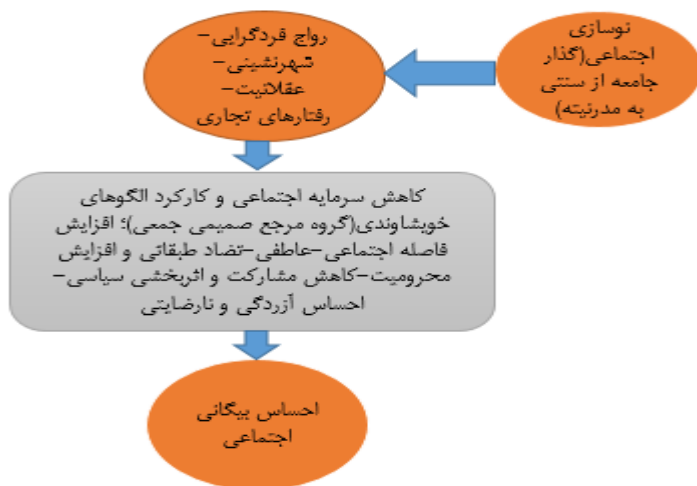 نوسازی
اجتماعی(گذار
جامعه از سنتی
به مدرنیته)
رواج فردگرایی-
شهرنشینی-
عقلانیت-
رفتارهای تجاری
کاهش سرمایه اجتماعی و کارکرد الگوهای
خویشاوندی(گروه مرجع صمیمی جمعی)؛ افزایش
فاصله اجتماعی-عاطفی-تضاد طبقاتی و افزایش
محرومیت-کاهش مشارکت و اثربخشی سیاسی-
احساس آزردگی و نارضایتی
احساس بیگانی
اجتماعی